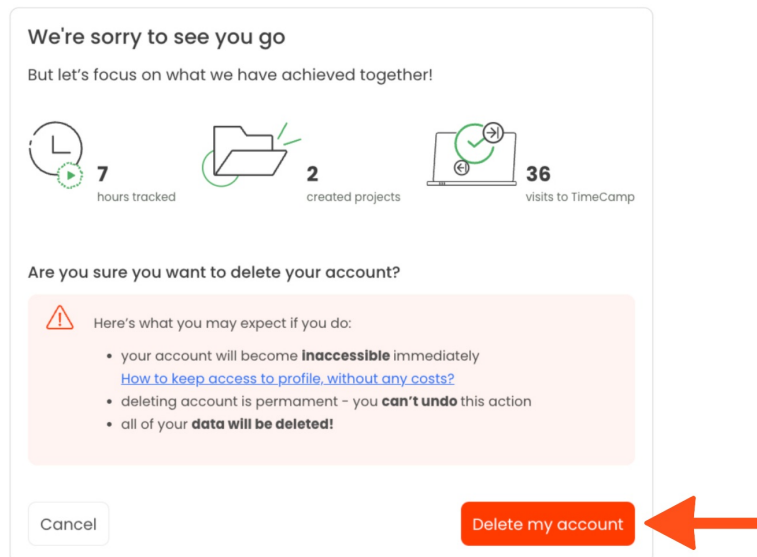 We're sorry to see you go
But let's focus on what we have achieved together!
7
hours tracked
2
created projects
36
visits to TimeCamp
Are you sure you want to delete your account?
Here's what you may expect if you do:
• your account will become inaccessible immediately
How to keep access to profile, without any costs?
• deleting account is permament - you can't undo this action
• all of your data will be deleted!
Cancel
Delete my account